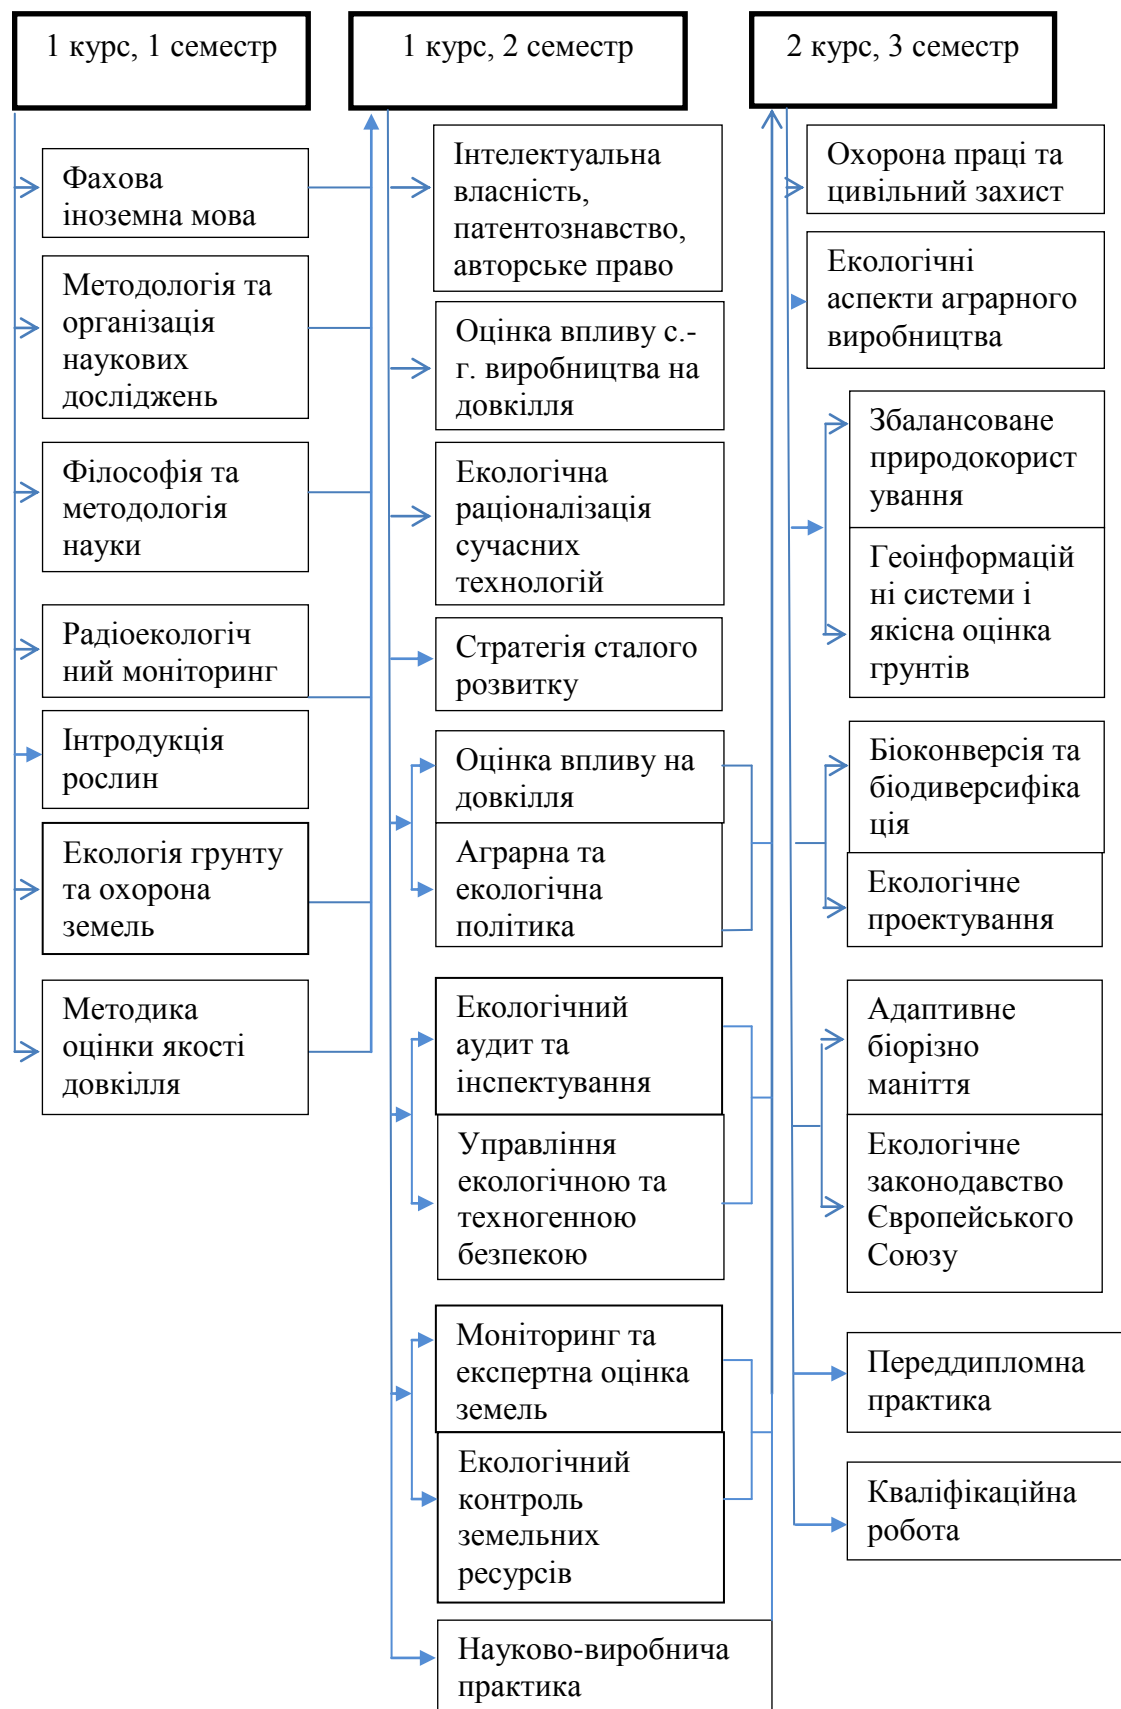 1 курс, 1 семестр
Фахова
іноземна мова
Методологія та
організація
наукових
досліджень
Філософія та
методологія
науки
Радіоекологіч
ний моніторинг
Інтродукція
рослин
Екологія грунту
та охорона
земель
Методика
оцінки якості
довкілля
1 курс, 2 семестр
Інтелектуальна
власність,
патентознавство,
авторське право
Оцінка впливу с.-
г. виробництва на
довкілля
Екологічна
раціоналізація
сучасних
технологій
Стратегія сталого
розвитку
Оцінка впливу на
довкілля
Аграрна та
екологічна
політика
Екологічний
аудит та
інспектування
Управління
екологічною та
техногенною
безпекою
Моніторинг та
експертна оцінка
земель
Екологічний
контроль
земельних
ресурсів
Науково-виробнича
практика
2 курс, 3 семестр
Охорона праці та
цивільний захист
Екологічні
аспекти аграрного
виробництва
Збалансоване
природокорист
ування
Геоінформацій
ні системи і
якісна оцінка
грунтів
Біоконверсія та
біодиверсифіка
ція
Екологічне
проектування
Адаптивне
біорізно
маніття
Екологічне
законодавство
Європейського
Союзу
Переддипломна
практика
Кваліфікаційна
робота